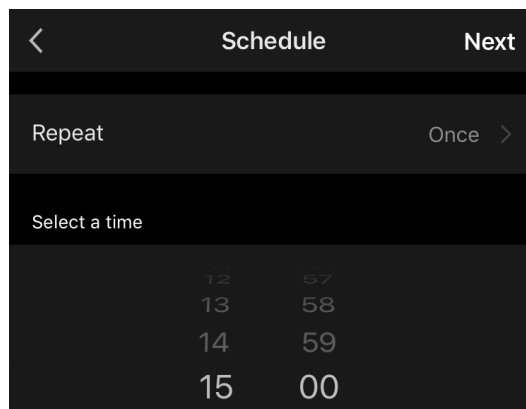 Schedule Next
Repeat Once
Select a time
12 57
13 58
14 59
15 00